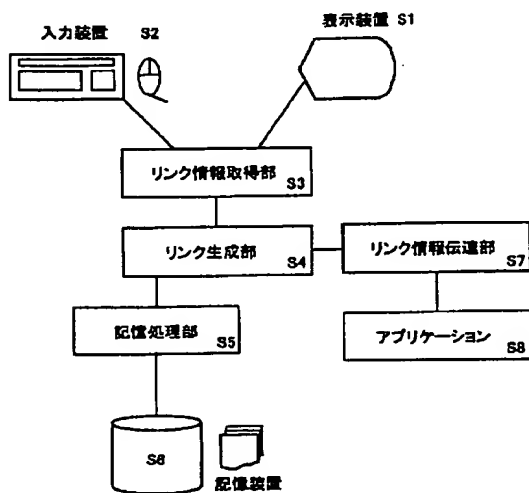 入力装置 S2
表示装置 S1
リンク情報取得部 S3
リンク生成部 S4
リンク情報伝達部 S7
記憶処理部 S5
アプリケーション S8
S6
記憶装置